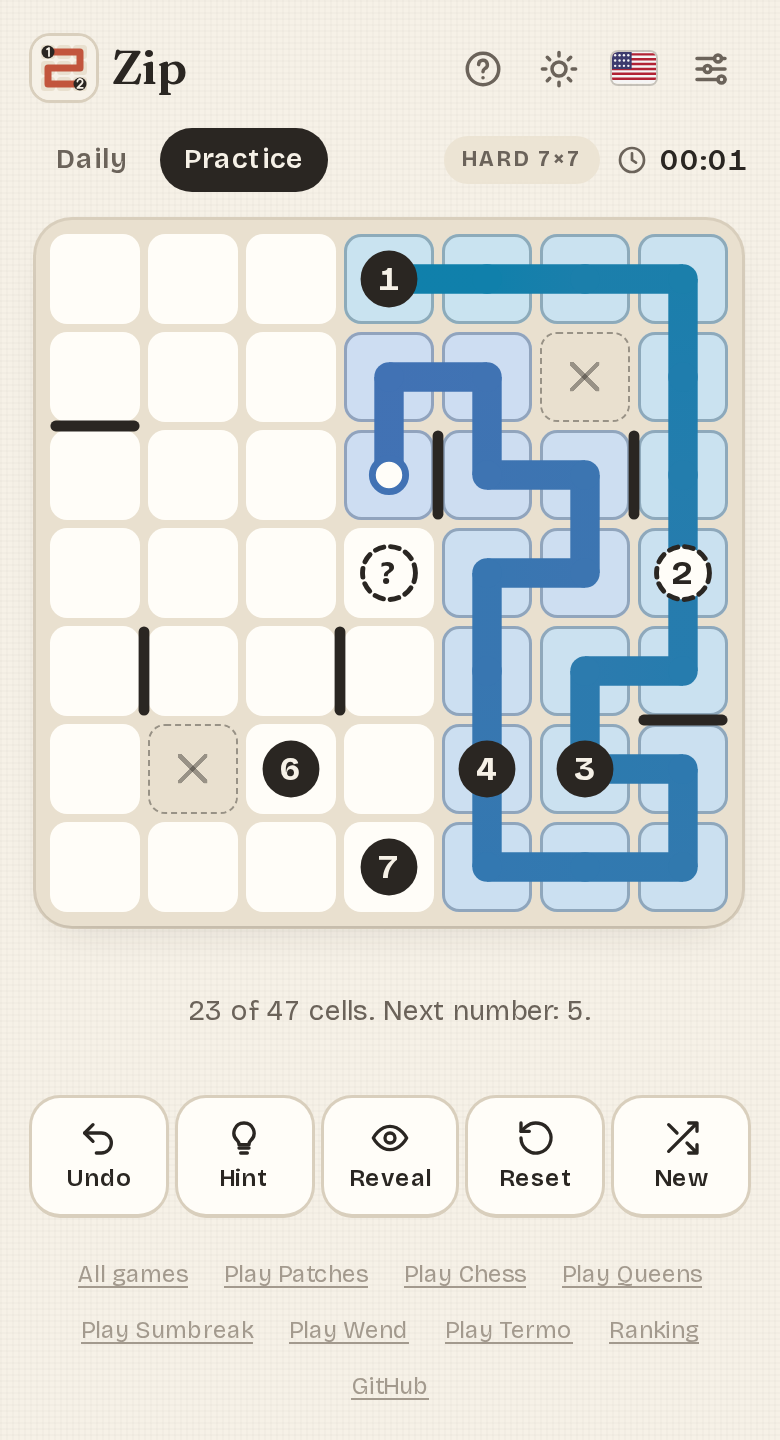 1 2 Zip
Daily Practice HARD 7×7 00:01
1
? 2
6 4 3
7
23 of 47 cells. Next number: 5.
Undo Hint Reveal Reset New
All games Play Patches Play Chess Play Queens
Play Sumbreak Play Wend Play Termo Ranking
GitHub